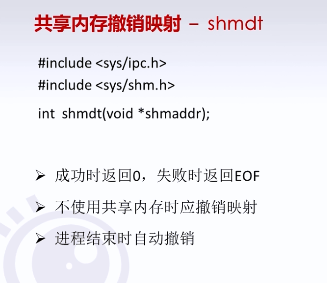 共享内存撤销映射 – shmdt
#include <sys/ipc.h>
#include <sys/shm.h>
int  shmdt(void *shmaddr);
➢ 成功时返回0，失败时返回EOF
➢ 不使用共享内存时应撤销映射
➢ 进程结束时自动撤销